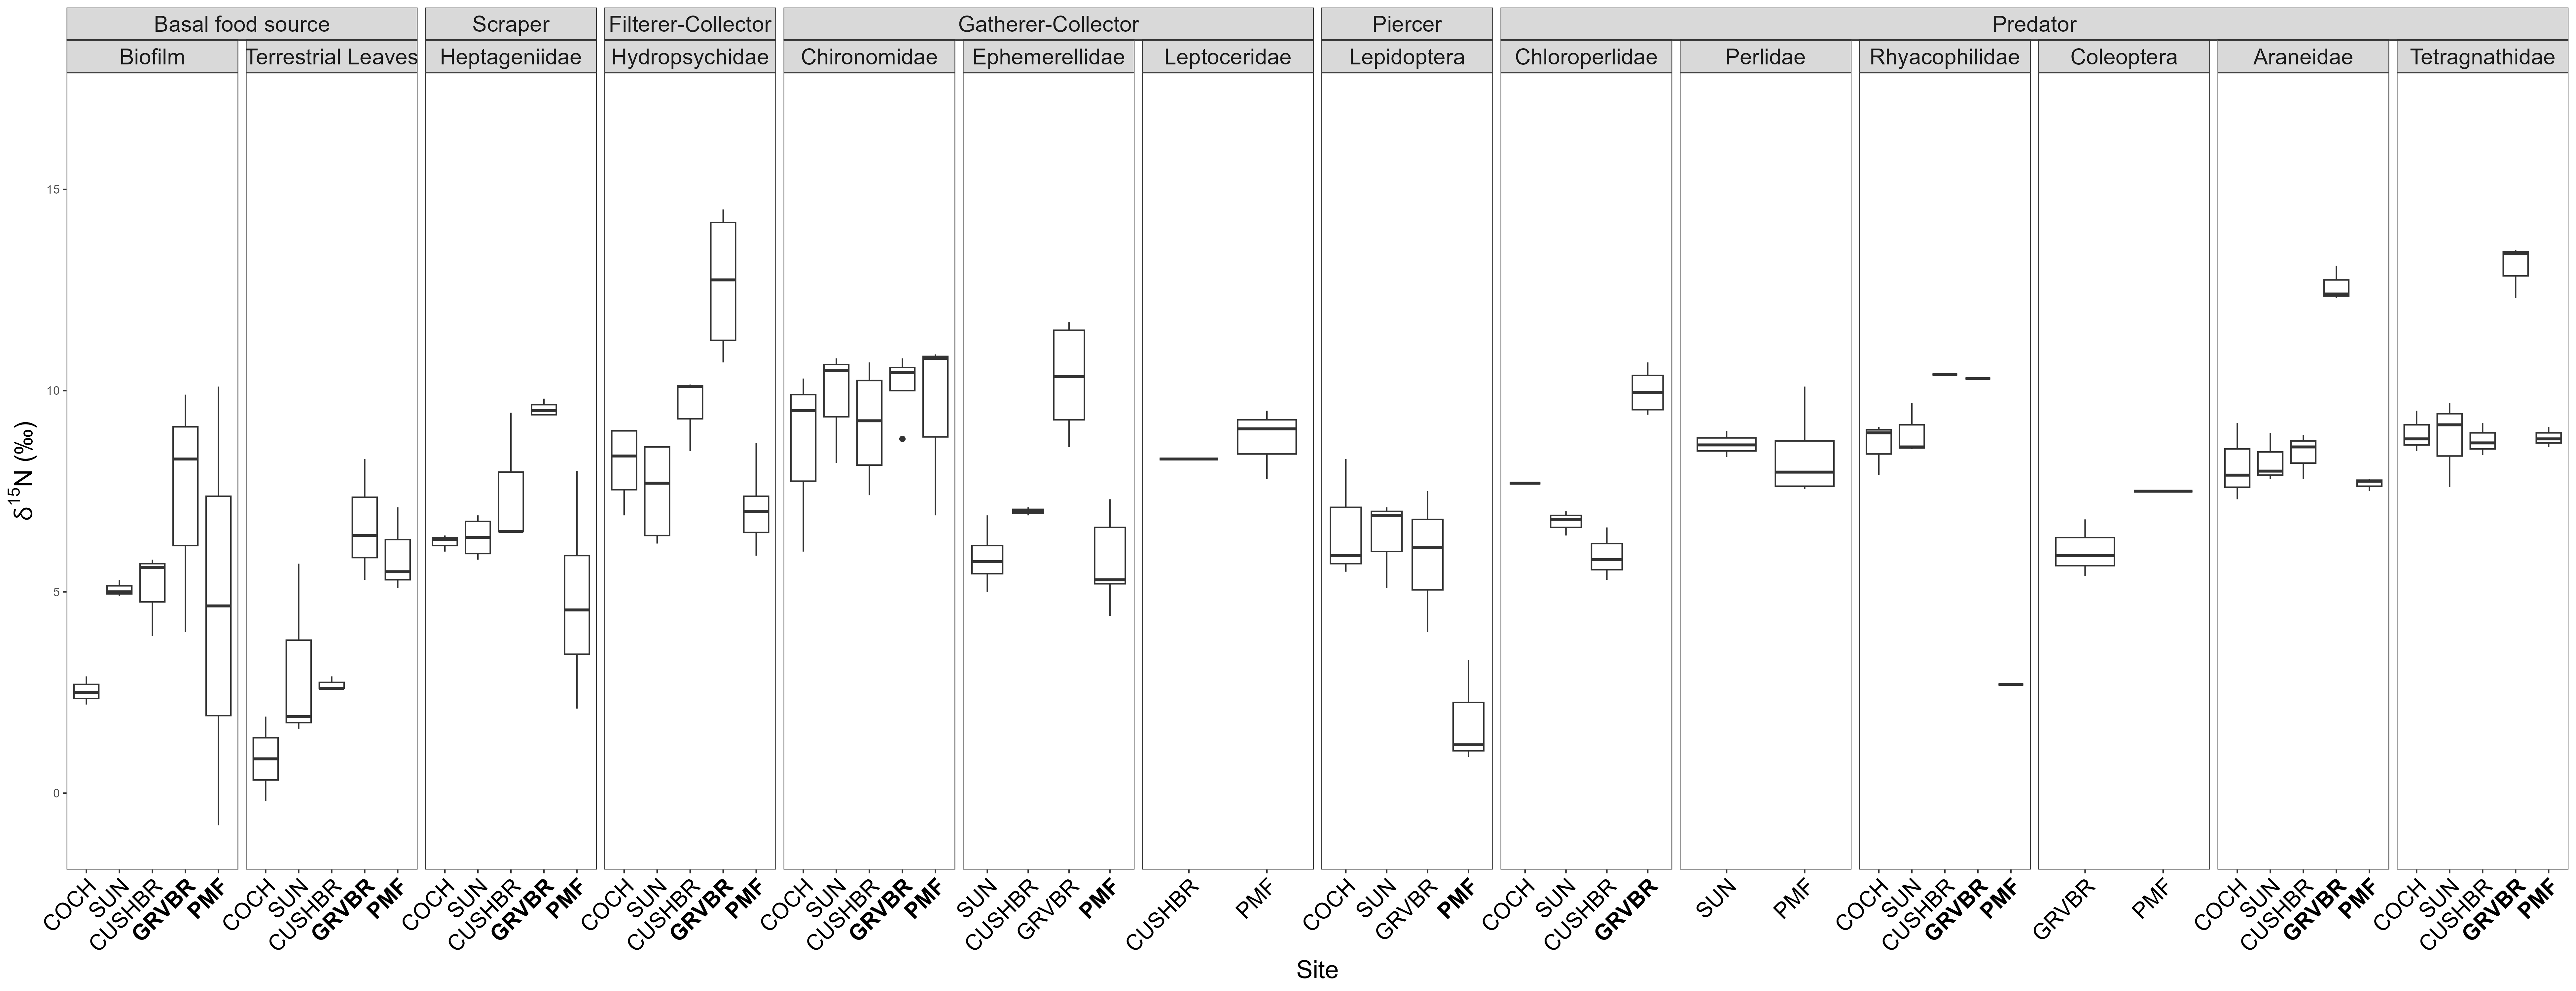 Basal food source Scraper Filterer-Collector Gatherer-Collector Piercer Predator
Biofilm Terrestrial Leaves Heptageniidae Hydropsychidae Chironomidae Ephemerellidae Leptoceridae Lepidoptera Chloroperlidae Perlidae Rhyacophilidae Coleoptera Araneidae Tetragnathidae
15
10
5
0
δ¹⁵N (‰)
COCH SUN CUSHBR GRVBR PMF COCH SUN CUSHBR GRVBR PMF COCH SUN CUSHBR GRVBR PMF COCH SUN CUSHBR GRVBR PMF COCH SUN CUSHBR GRVBR PMF SUN CUSHBR GRVBR PMF CUSHBR PMF COCH SUN GRVBR PMF COCH SUN CUSHBR GRVBR SUN PMF COCH SUN CUSHBR GRVBR PMF GRVBR PMF COCH SUN CUSHBR GRVBR PMF COCH SUN CUSHBR GRVBR PMF
Site